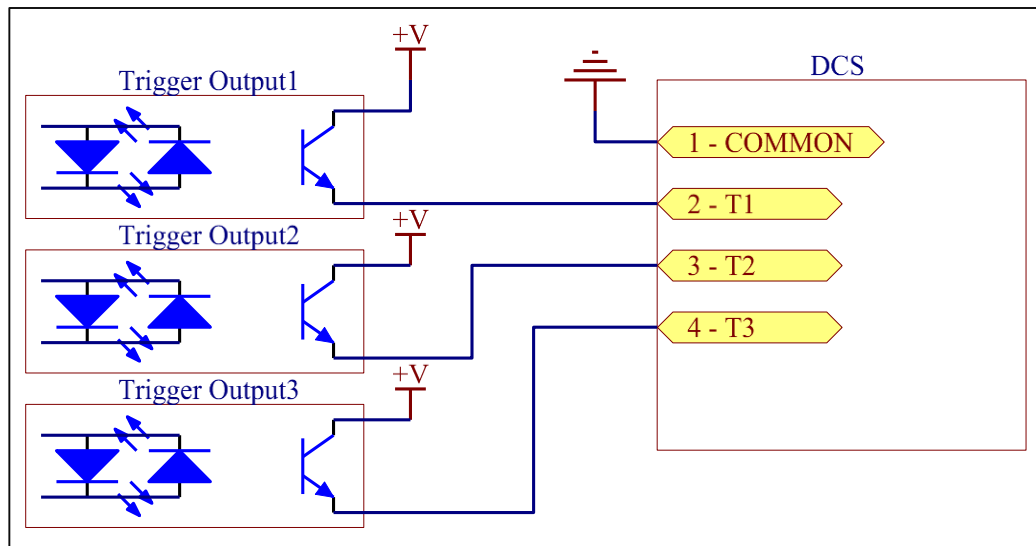 +V
Trigger Output1
DCS
1 - COMMON
2 - T1
+V
Trigger Output2
3 - T2
4 - T3
+V
Trigger Output3